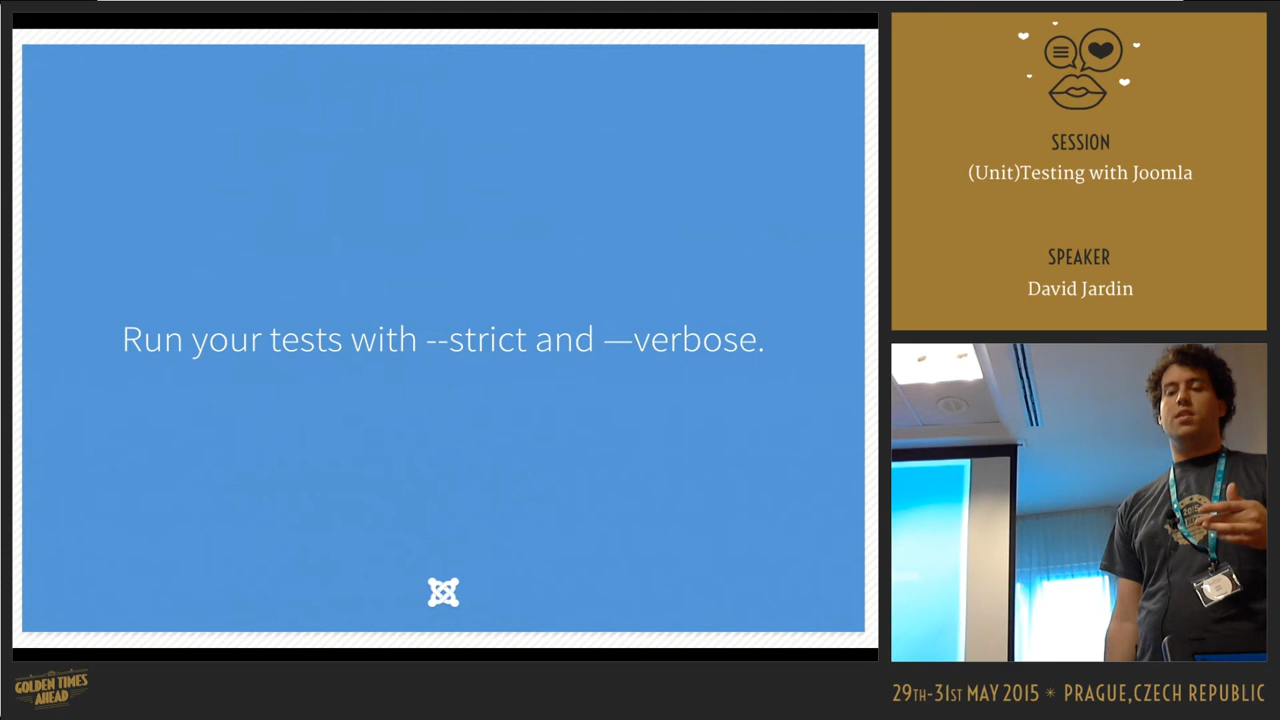 Run your tests with --strict and —verbose.
SESSION
(Unit)Testing with Joomla
SPEAKER
David Jardin
2015
GOLDEN TIMES
AHEAD
29TH-31ST MAY 2015 * PRAGUE,CZECH REPUBLIC